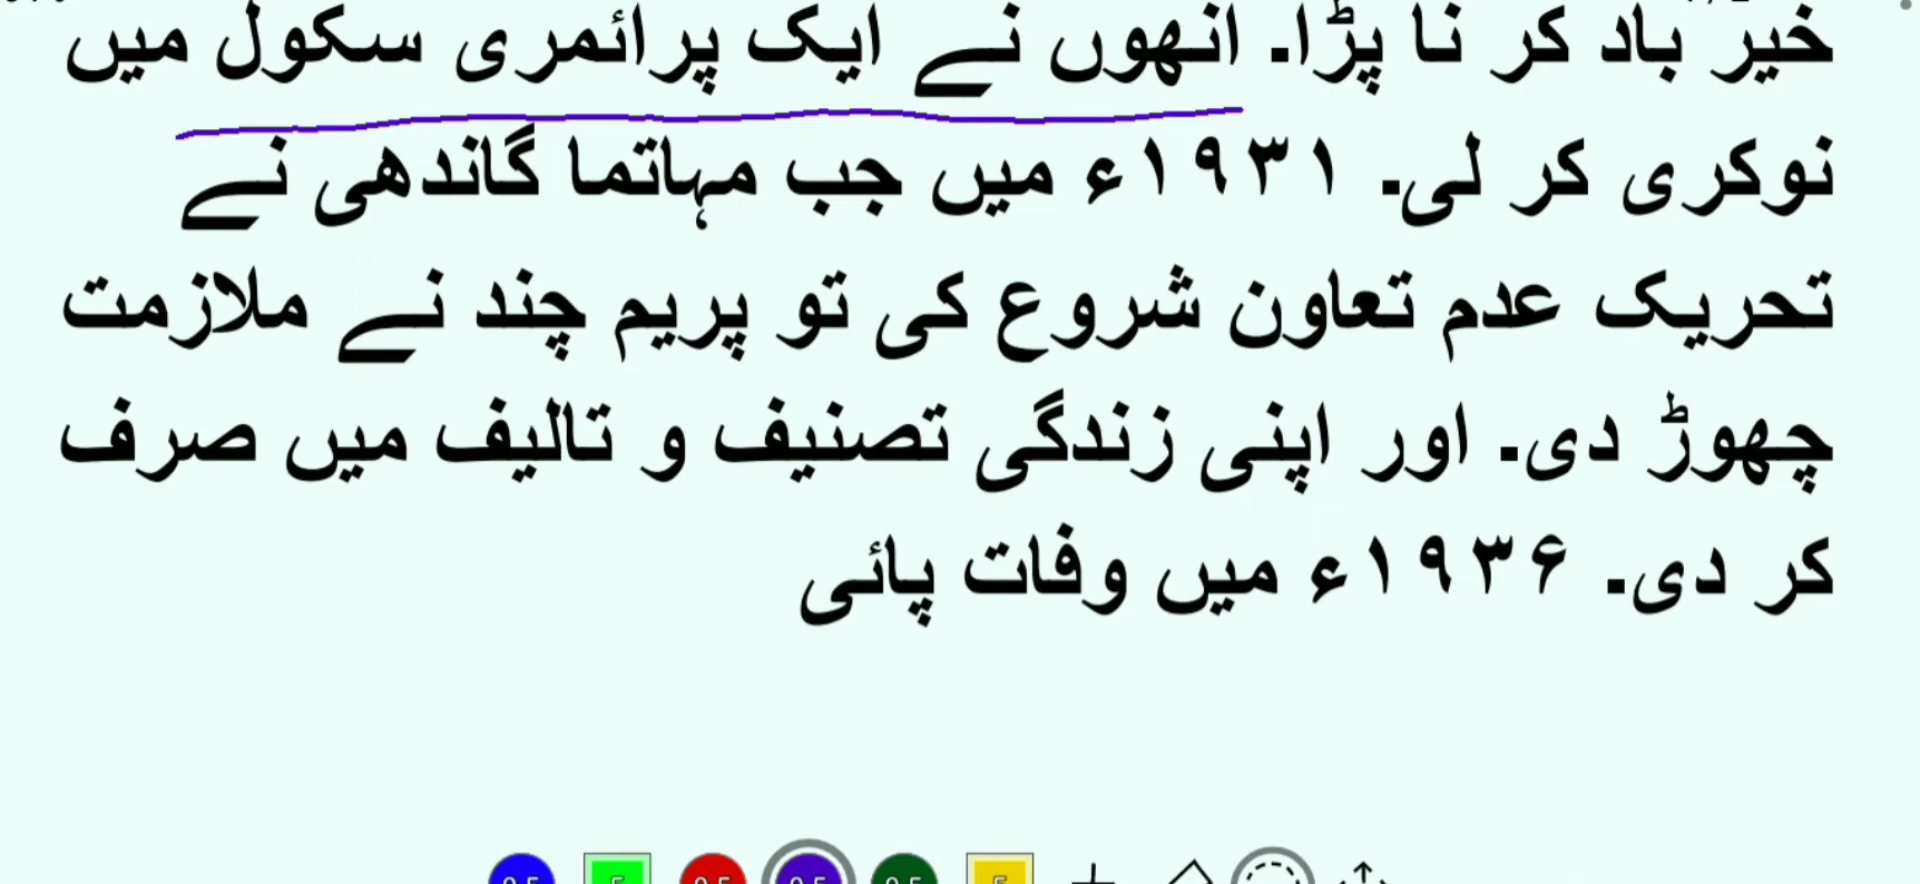 خیر باد کر نا پڑا. انھوں نے ایک پرائمری سکول میں
نوکری کر لی. ۱۹۳۱ء میں جب مہاتما گاندھی نے
تحریک عدم تعاون شروع کی تو پریم چند نے ملازمت
چھوڑ دی. اور اپنی زندگی تصنیف و تالیف میں صرف
کر دی. ۱۹۳۶ء میں وفات پائی